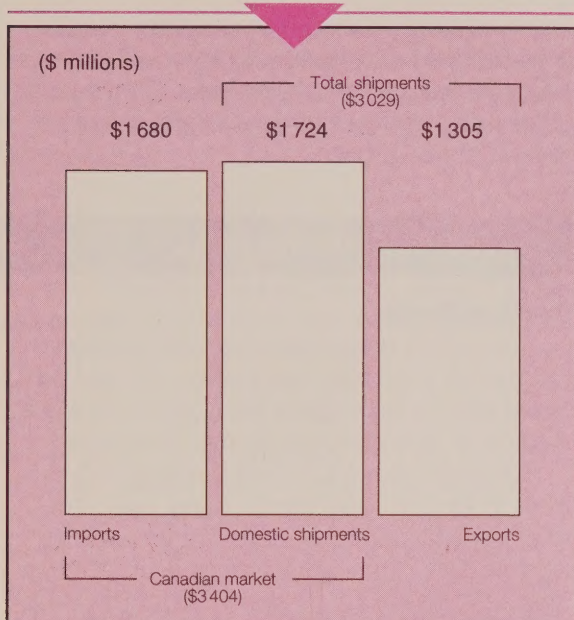 ($ millions)
Total shipments
($3 029)
$1 680
$1 724
$1 305
Imports
Domestic shipments
Exports
Canadian market
($3 404)